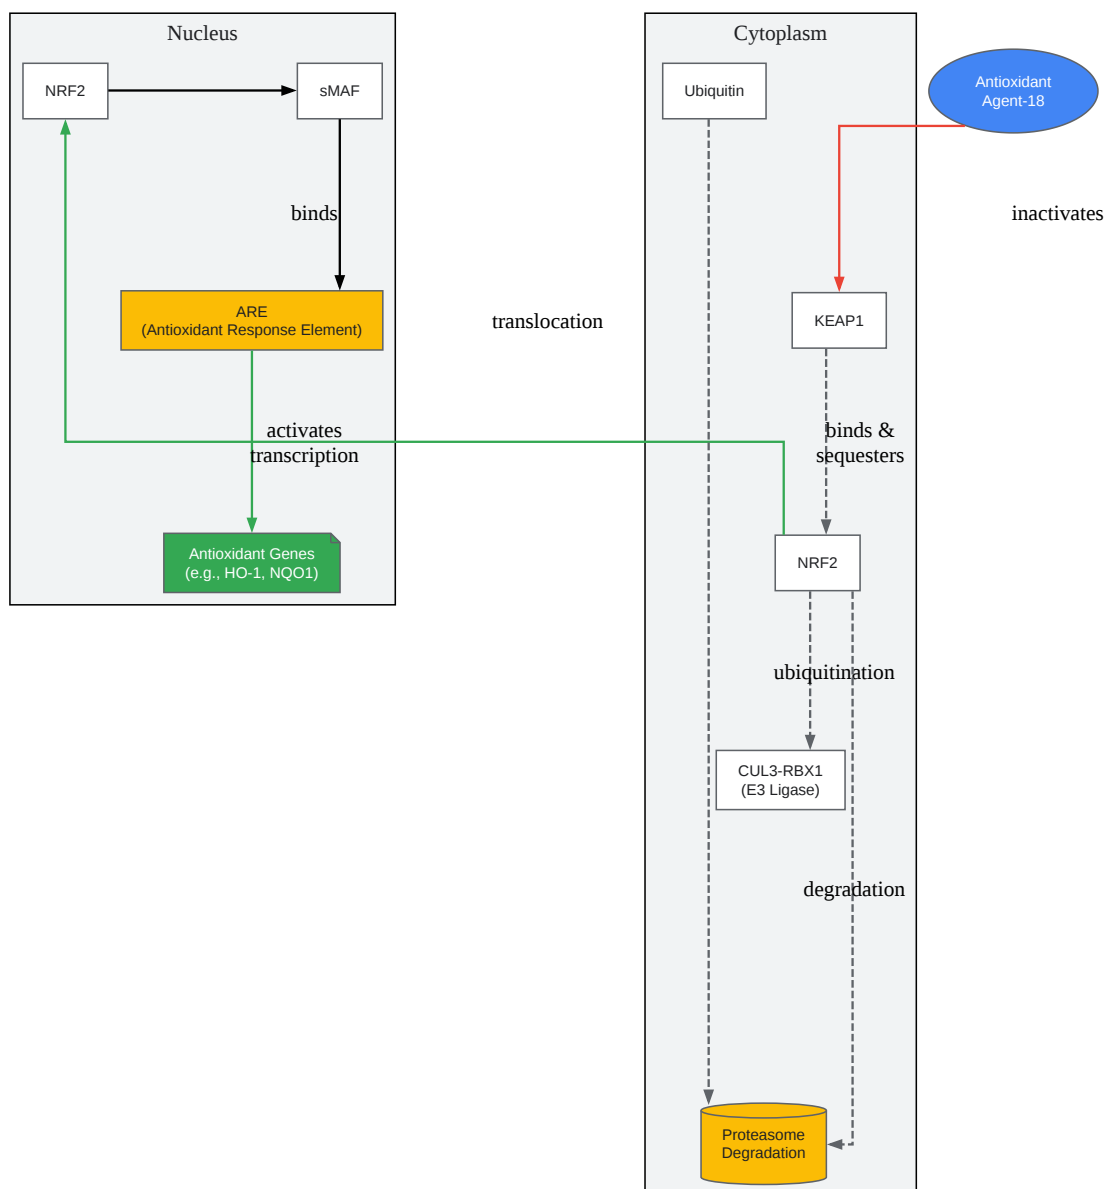 Nucleus
NRF2
sMAF
binds
ARE
(Antioxidant Response Element)
activates
transcription
Antioxidant Genes
(e.g., HO-1, NQO1)
translocation
Cytoplasm
Ubiquitin
KEAP1
binds &
sequesters
NRF2
ubiquitination
CUL3-RBX1
(E3 Ligase)
degradation
Proteasome
Degradation
Antioxidant
Agent-18
inactivates